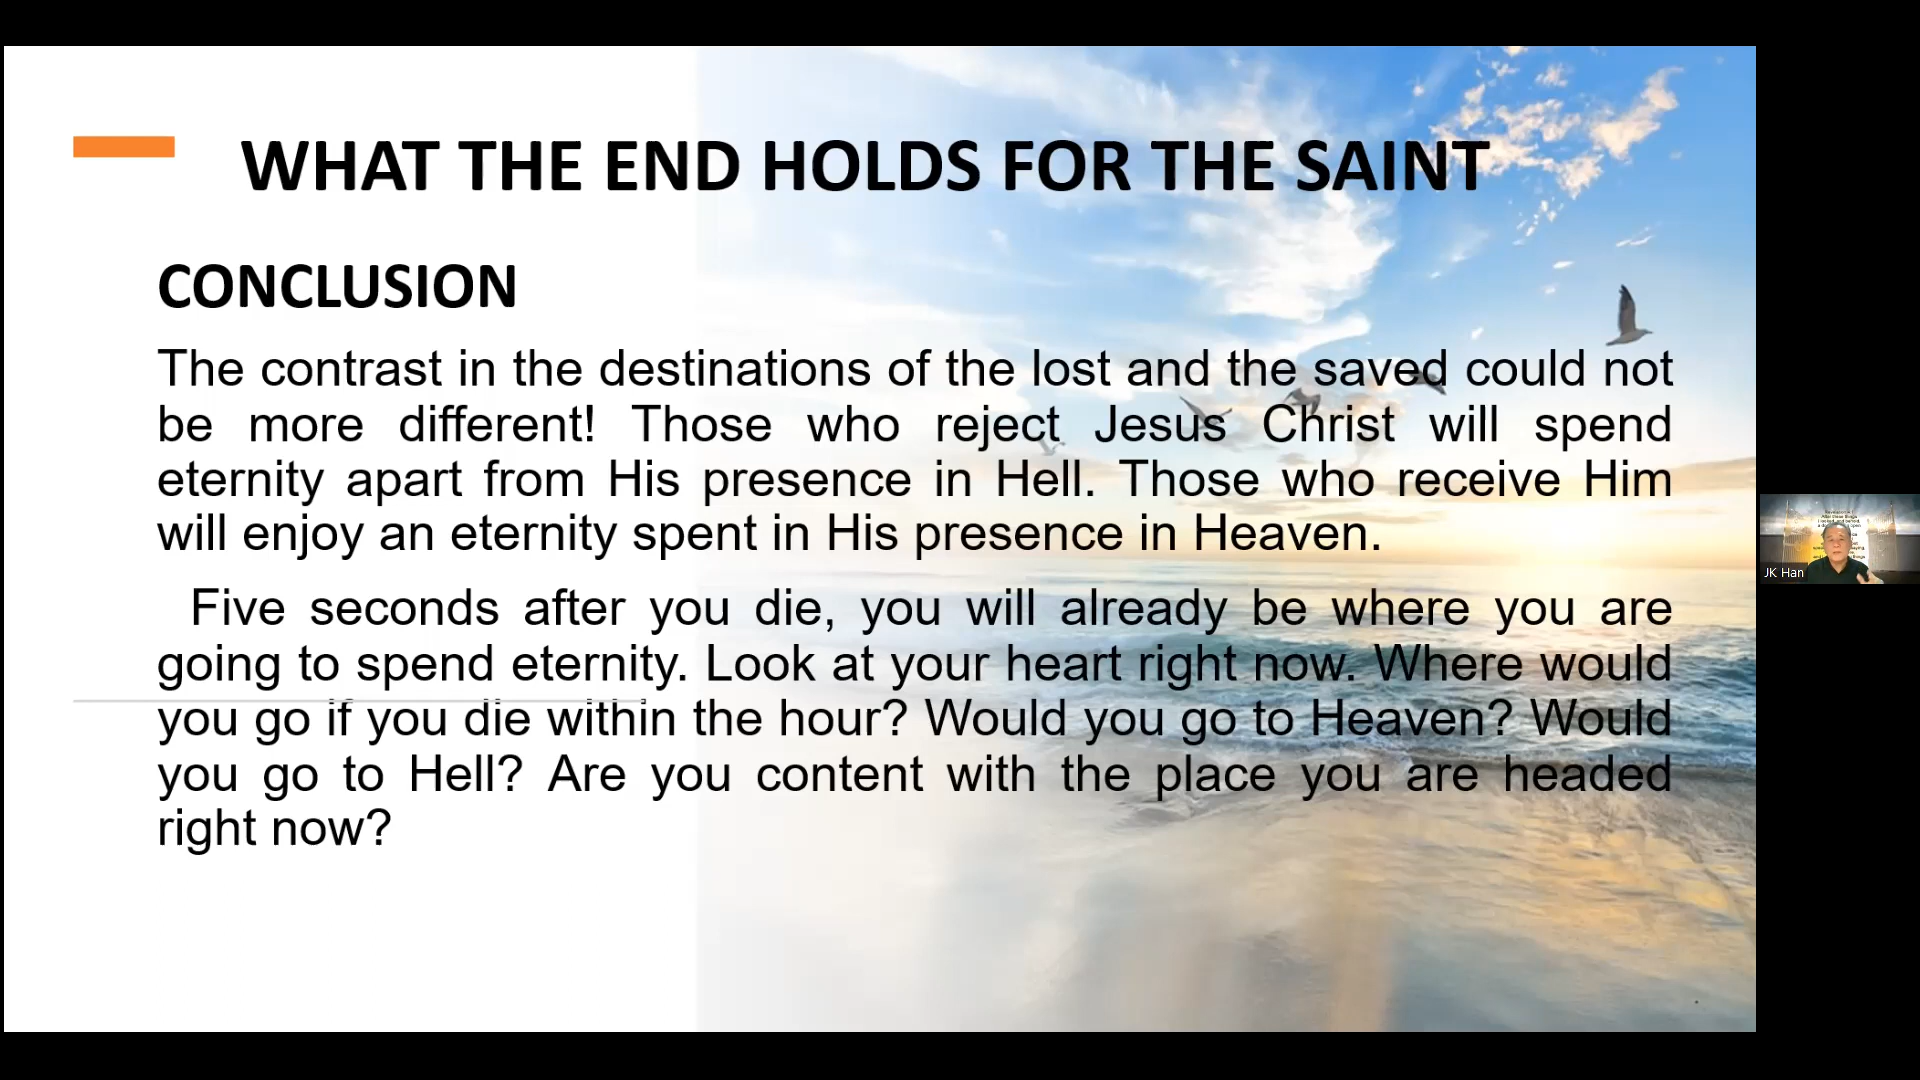 WHAT THE END HOLDS FOR THE SAINT
CONCLUSION
The contrast in the destinations of the lost and the saved could not
be more different! Those who reject Jesus Christ will spend
eternity apart from His presence in Hell. Those who receive Him
will enjoy an eternity spent in His presence in Heaven.
Five seconds after you die, you will already be where you are
going to spend eternity. Look at your heart right now. Where would
you go if you die within the hour? Would you go to Heaven? Would
you go to Hell? Are you content with the place you are headed
right now?
JK Han